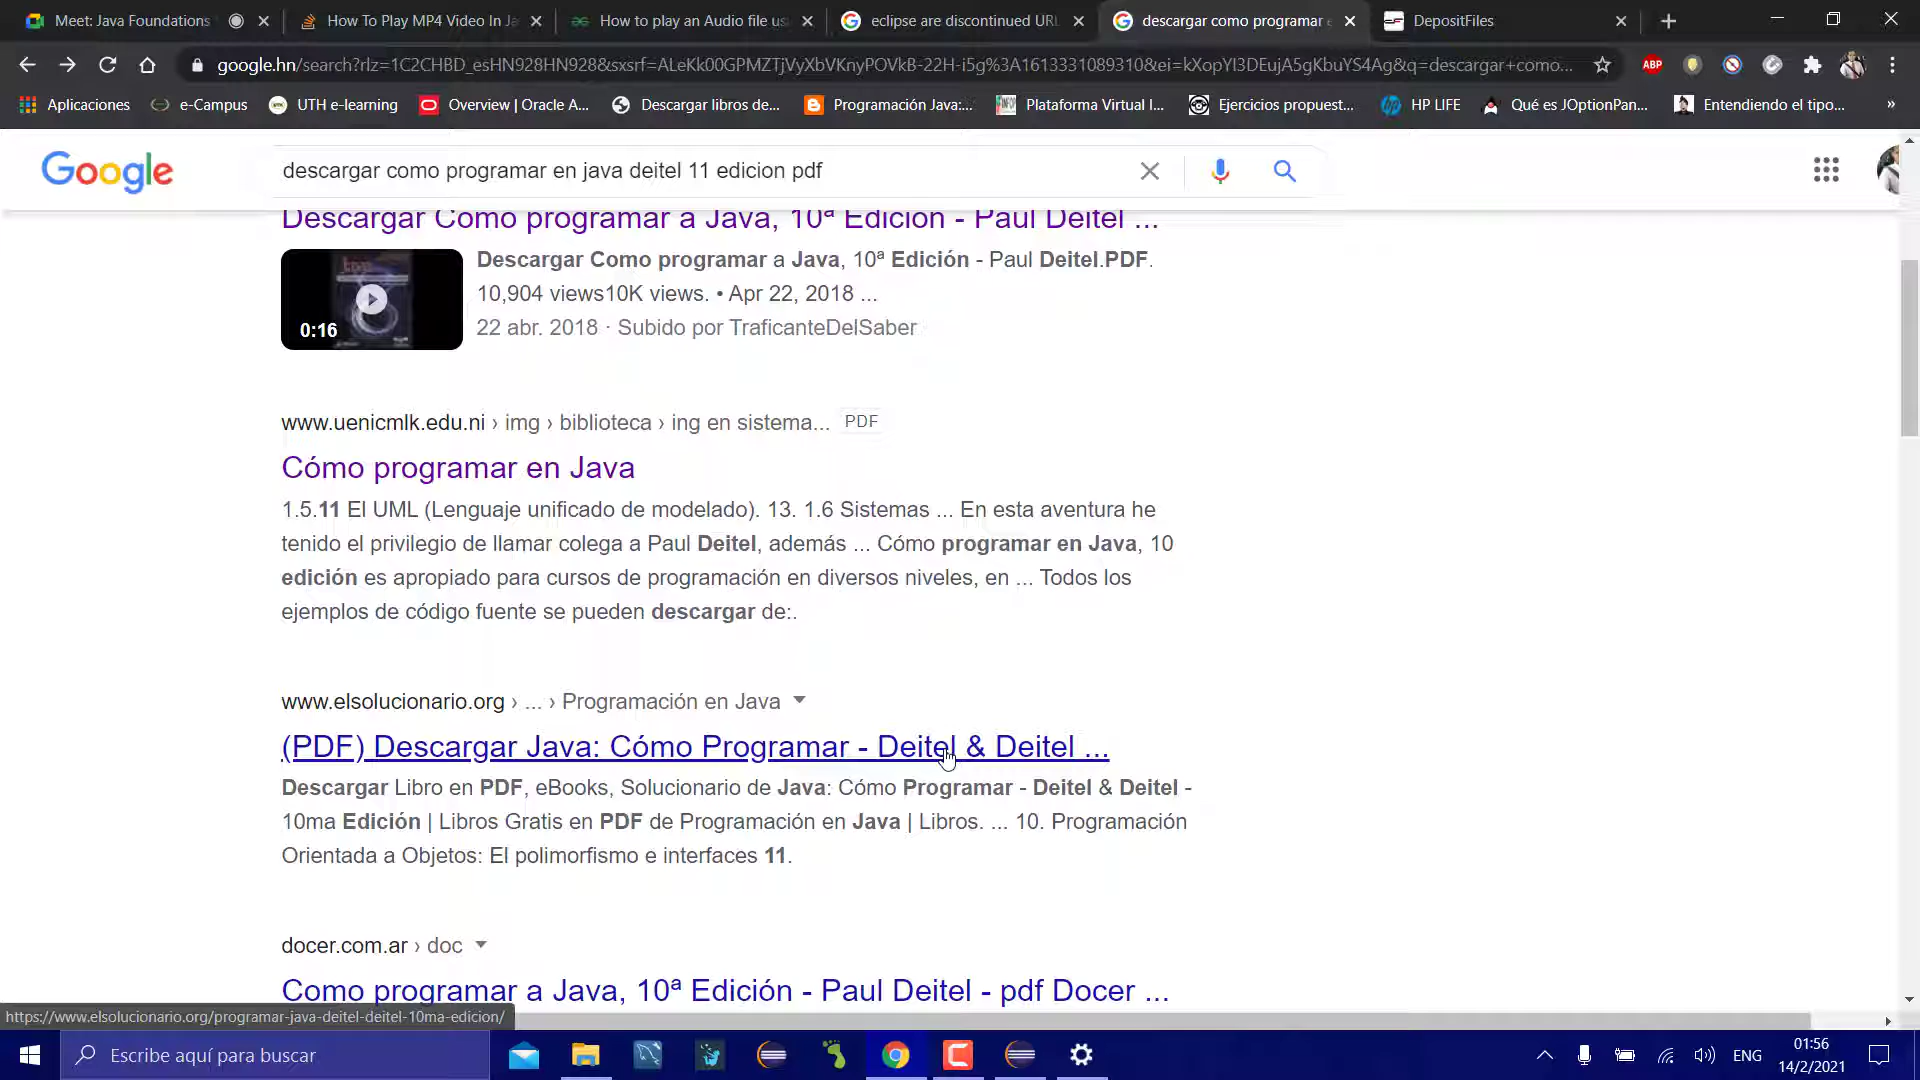 Meet: Java Foundations
How To Play MP4 Video In Ja
How to play an Audio file us
eclipse are discontinued URL
descargar como programar e
DepositFiles
google.hn/search?rlz=1C2CHBD_esHN928HN928&sxsrf=ALeKk00GPMZTjVyXbVKnyPOVkB-22H-i5g%3A1613331089310&ei=kXopYI3DEujA5gKbuYS4Ag&q=descargar+como...
ABP
Aplicaciones
e-Campus
UTH e-learning
Overview | Oracle A...
Descargar libros de...
Programación Java:...
Plataforma Virtual I...
Ejercicios propuest...
HP LIFE
Qué es JOptionPan...
Entendiendo el tipo...
»
Google
descargar como programar en java deitel 11 edicion pdf
Descargar Como programar a Java, 10ª Edición - Paul Deitel ...
0:16
Descargar Como programar a Java, 10ª Edición - Paul Deitel.PDF.
10,904 views10K views. • Apr 22, 2018 ...
22 abr. 2018 · Subido por TraficanteDelSaber
www.uenicmlk.edu.ni › img › biblioteca › ing en sistema... PDF
Cómo programar en Java
1.5.11 El UML (Lenguaje unificado de modelado). 13. 1.6 Sistemas ... En esta aventura he
tenido el privilegio de llamar colega a Paul Deitel, además ... Cómo programar en Java, 10
edición es apropiado para cursos de programación en diversos niveles, en ... Todos los
ejemplos de código fuente se pueden descargar de:.
www.elsolucionario.org › ... › Programación en Java
(PDF) Descargar Java: Cómo Programar - Deitel & Deitel ...
Descargar Libro en PDF, eBooks, Solucionario de Java: Cómo Programar - Deitel & Deitel -
10ma Edición | Libros Gratis en PDF de Programación en Java | Libros. ... 10. Programación
Orientada a Objetos: El polimorfismo e interfaces 11.
docer.com.ar › doc
Como programar a Java, 10ª Edición - Paul Deitel - pdf Docer ...
https://www.elsolucionario.org/programar-java-deitel-deitel-10ma-edicion/
Escribe aquí para buscar
ENG
01:56
14/2/2021